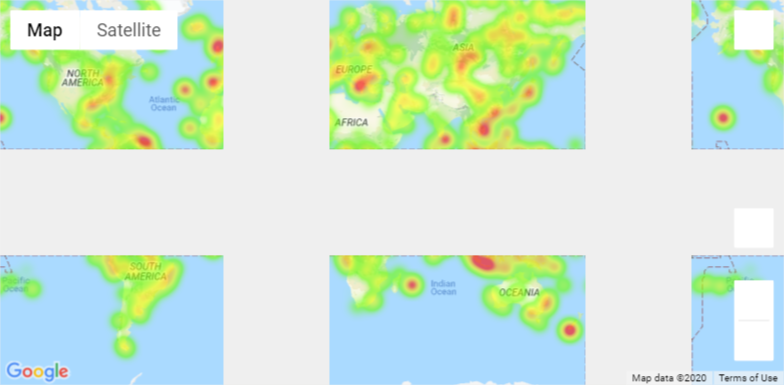 Map Satellite
NORTH
AMERICA
Atlantic
Ocean
ASIA
EUROPE
AFRICA
SOUTH
AMERICA
Pacific
Ocean
Indian
Ocean
OCEANIA
Google
Map data ©2020 Terms of Use